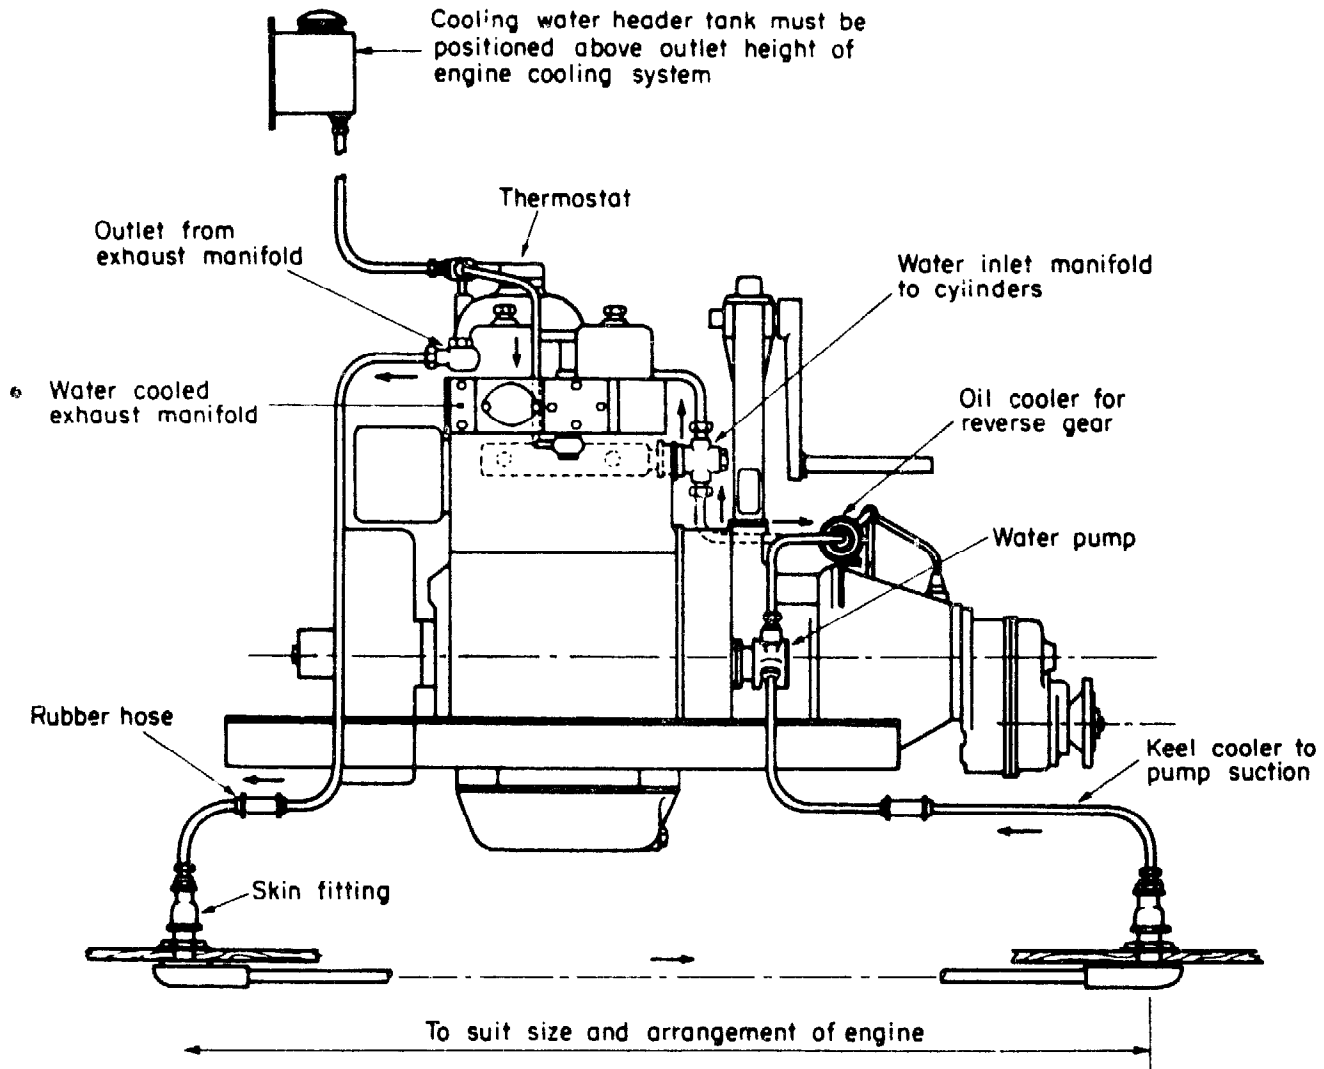 Cooling water header tank must be
positioned above outlet height of
engine cooling system
Thermostat
Outlet from
exhaust manifold
Water inlet manifold
to cylinders
Water cooled
exhaust manifold
Oil cooler for
reverse gear
Water pump
Rubber hose
Keel cooler to
pump suction
Skin fitting
To suit size and arrangement of engine